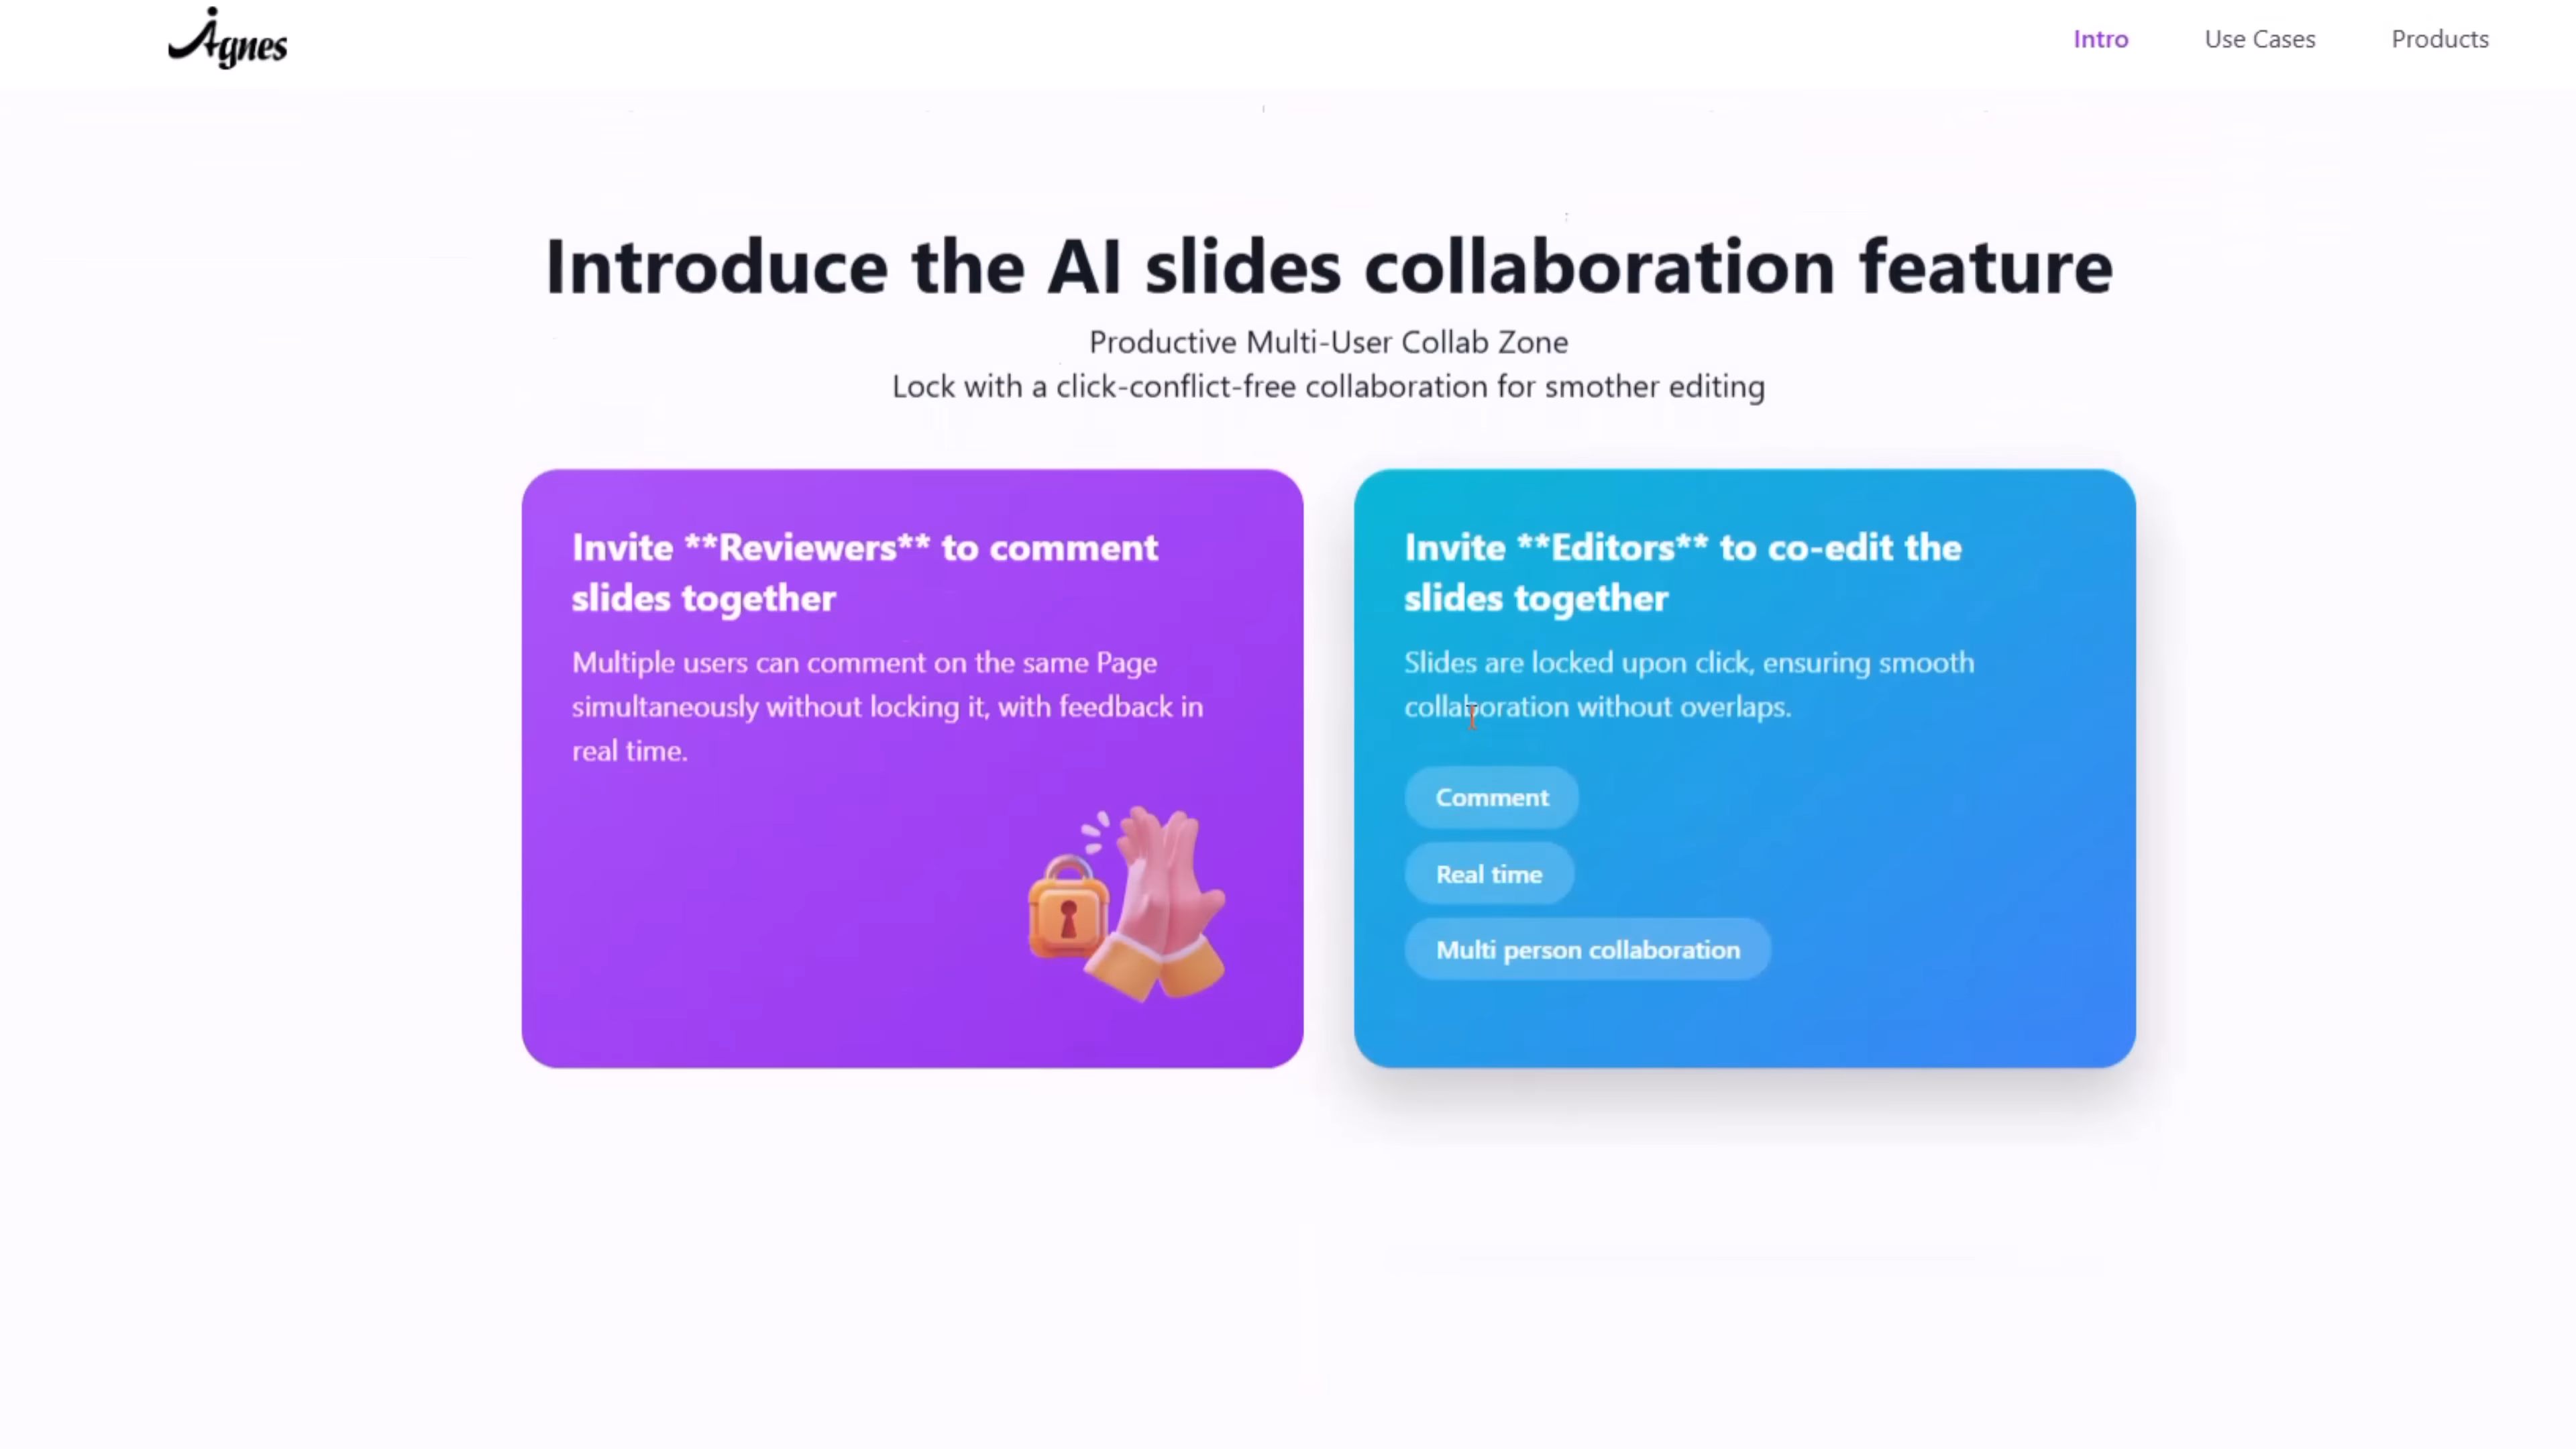 Agnes
Intro
Use Cases
Products
Introduce the AI slides collaboration feature
Productive Multi-User Collab Zone
Lock with a click-conflict-free collaboration for smother editing
Invite **Reviewers** to comment
slides together
Multiple users can comment on the same Page
simultaneously without locking it, with feedback in
real time.
Invite **Editors** to co-edit the
slides together
Slides are locked upon click, ensuring smooth
collaboration without overlaps.
Comment
Real time
Multi person collaboration